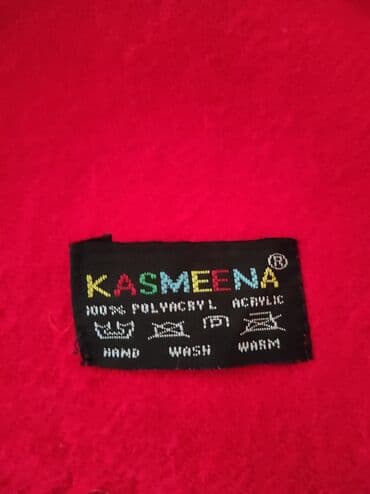 KASMEENA®
100% POLYACRYL ACRYLIC
P
HAND WASH WARM